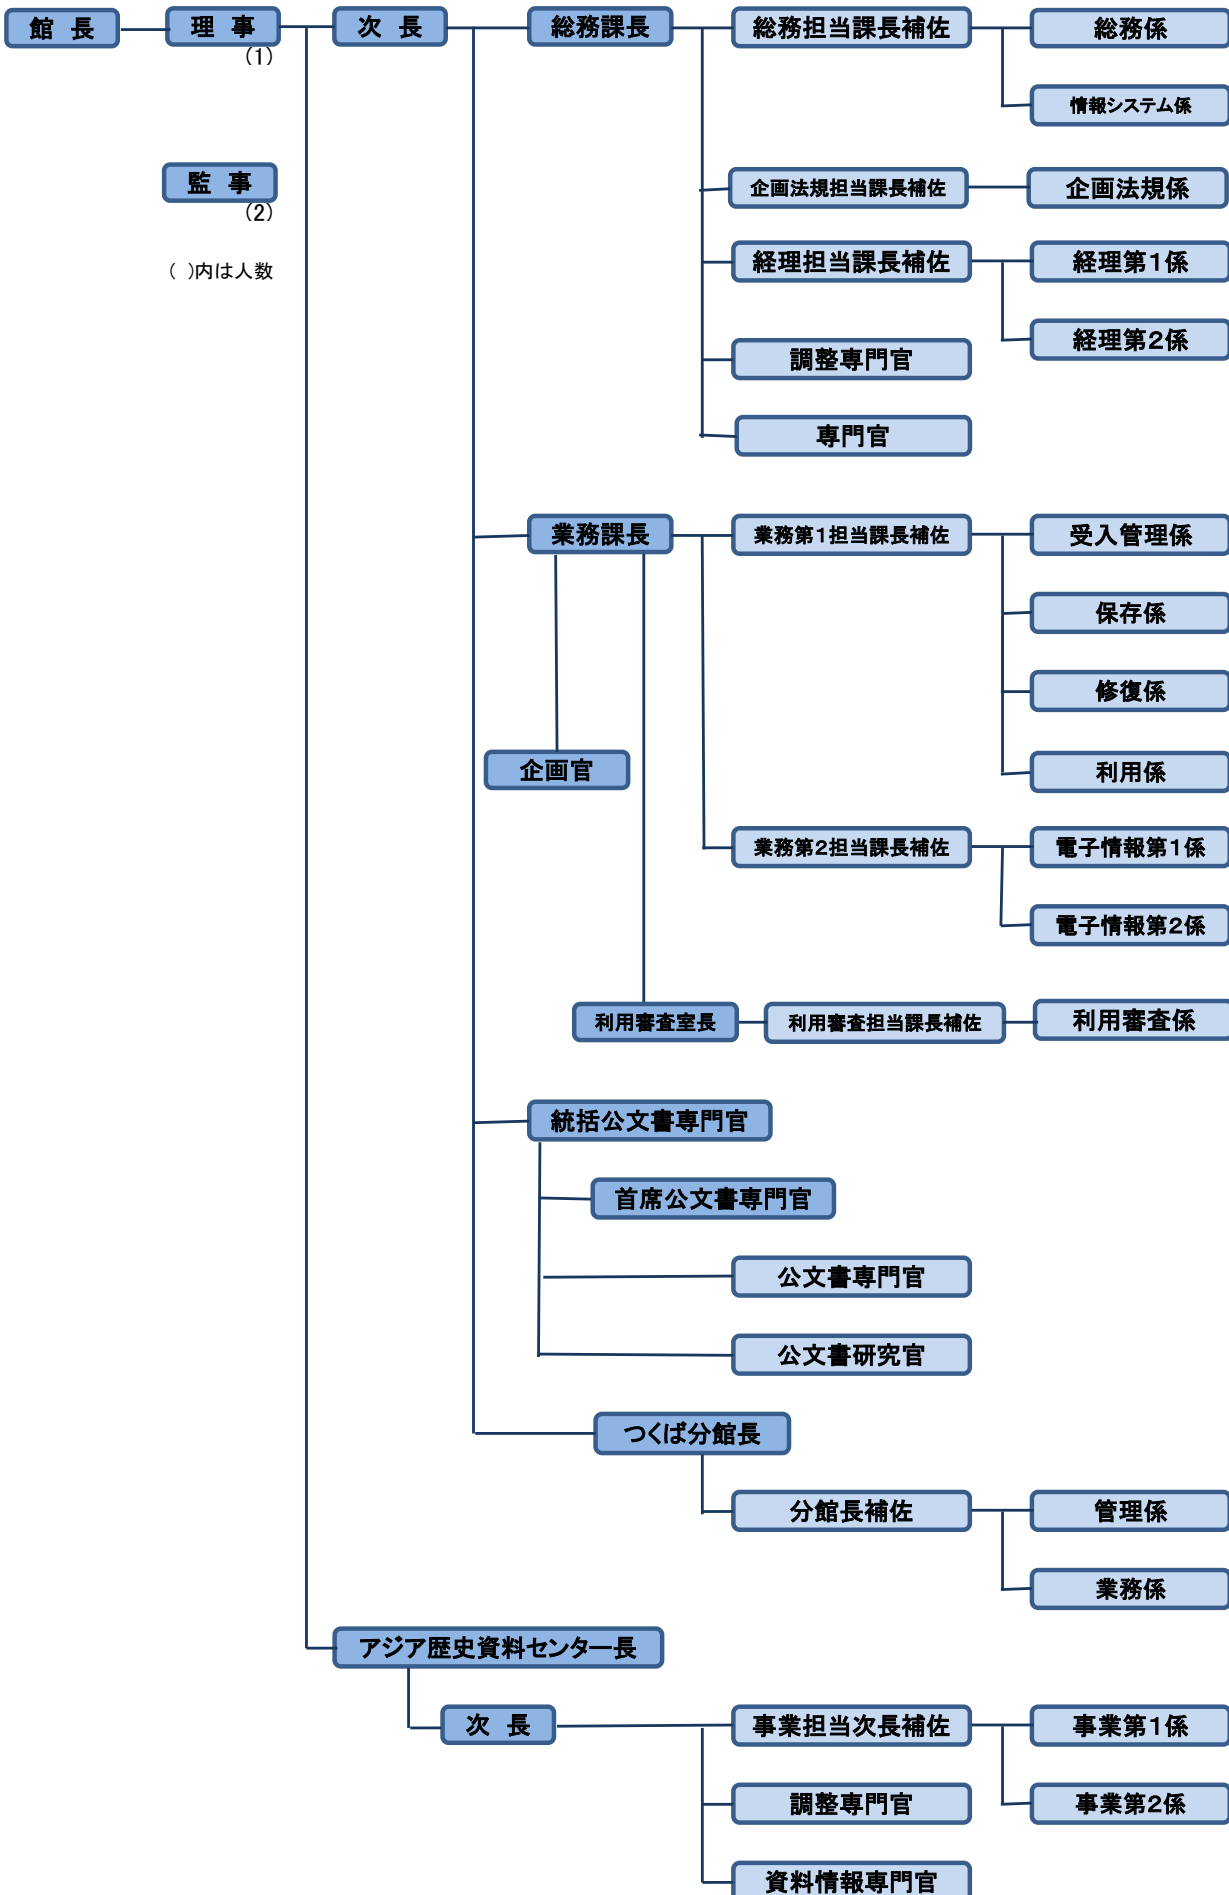 館 長
理 事
(1)
次 長
総務課長
総務担当課長補佐
総務係
情報システム係
監 事
(2)
企画法規担当課長補佐
企画法規係
( )内は人数
経理担当課長補佐
経理第1係
経理第2係
調整専門官
専門官
業務課長
業務第1担当課長補佐
受入管理係
保存係
修復係
企画官
利用係
業務第2担当課長補佐
電子情報第1係
電子情報第2係
利用審査室長
利用審査担当課長補佐
利用審査係
統括公文書専門官
首席公文書専門官
公文書専門官
公文書研究官
つくば分館長
分館長補佐
管理係
業務係
アジア歴史資料センター長
次 長
事業担当次長補佐
事業第1係
調整専門官
事業第2係
資料情報専門官